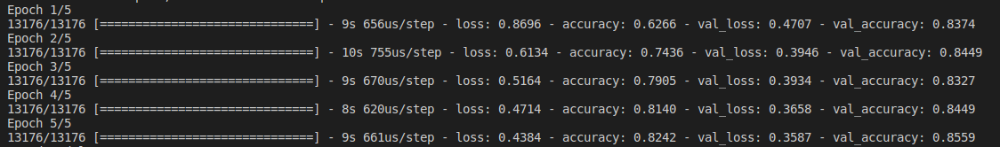 Epoch 1/5
13176/13176 [==============================] - 9s 656us/step - loss: 0.8696 - accuracy: 0.6266 - val_loss: 0.4707 - val_accuracy: 0.8374
Epoch 2/5
13176/13176 [==============================] - 10s 755us/step - loss: 0.6134 - accuracy: 0.7436 - val_loss: 0.3946 - val_accuracy: 0.8449
Epoch 3/5
13176/13176 [==============================] - 9s 670us/step - loss: 0.5164 - accuracy: 0.7905 - val_loss: 0.3934 - val_accuracy: 0.8327
Epoch 4/5
13176/13176 [==============================] - 8s 620us/step - loss: 0.4714 - accuracy: 0.8140 - val_loss: 0.3658 - val_accuracy: 0.8449
Epoch 5/5
13176/13176 [==============================] - 9s 661us/step - loss: 0.4384 - accuracy: 0.8242 - val_loss: 0.3587 - val_accuracy: 0.8559